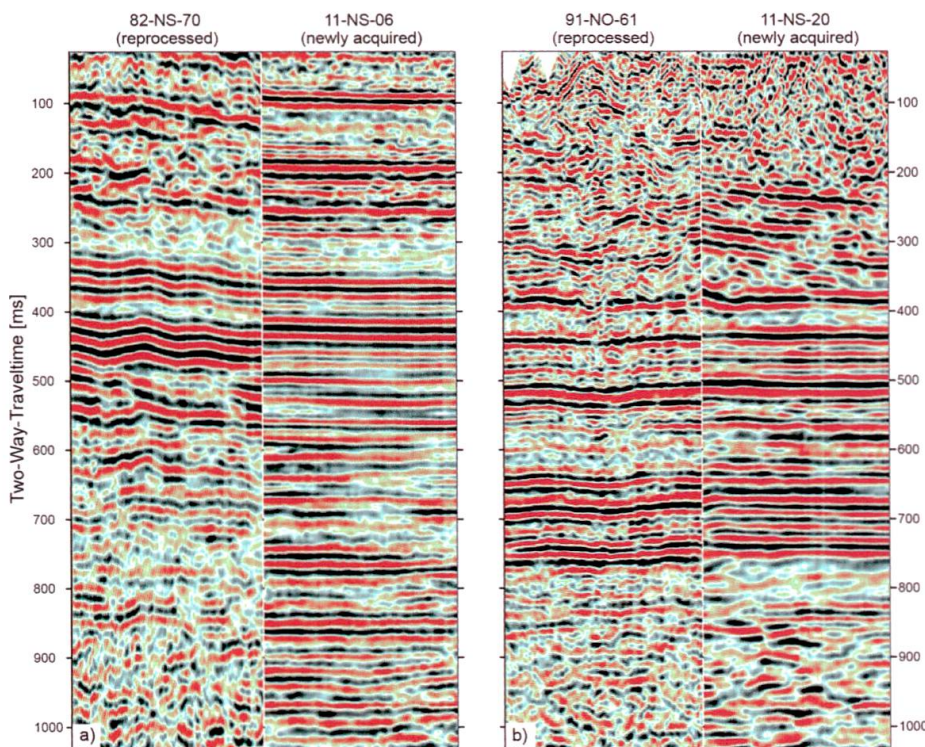 82-NS-70
(reprocessed)
11-NS-06
(newly acquired)
91-NO-61
(reprocessed)
11-NS-20
(newly acquired)
Two-Way-Traveltime [ms]
100
200
300
400
500
600
700
800
900
1000
a)
b)
100
200
300
400
500
600
700
800
900
1000